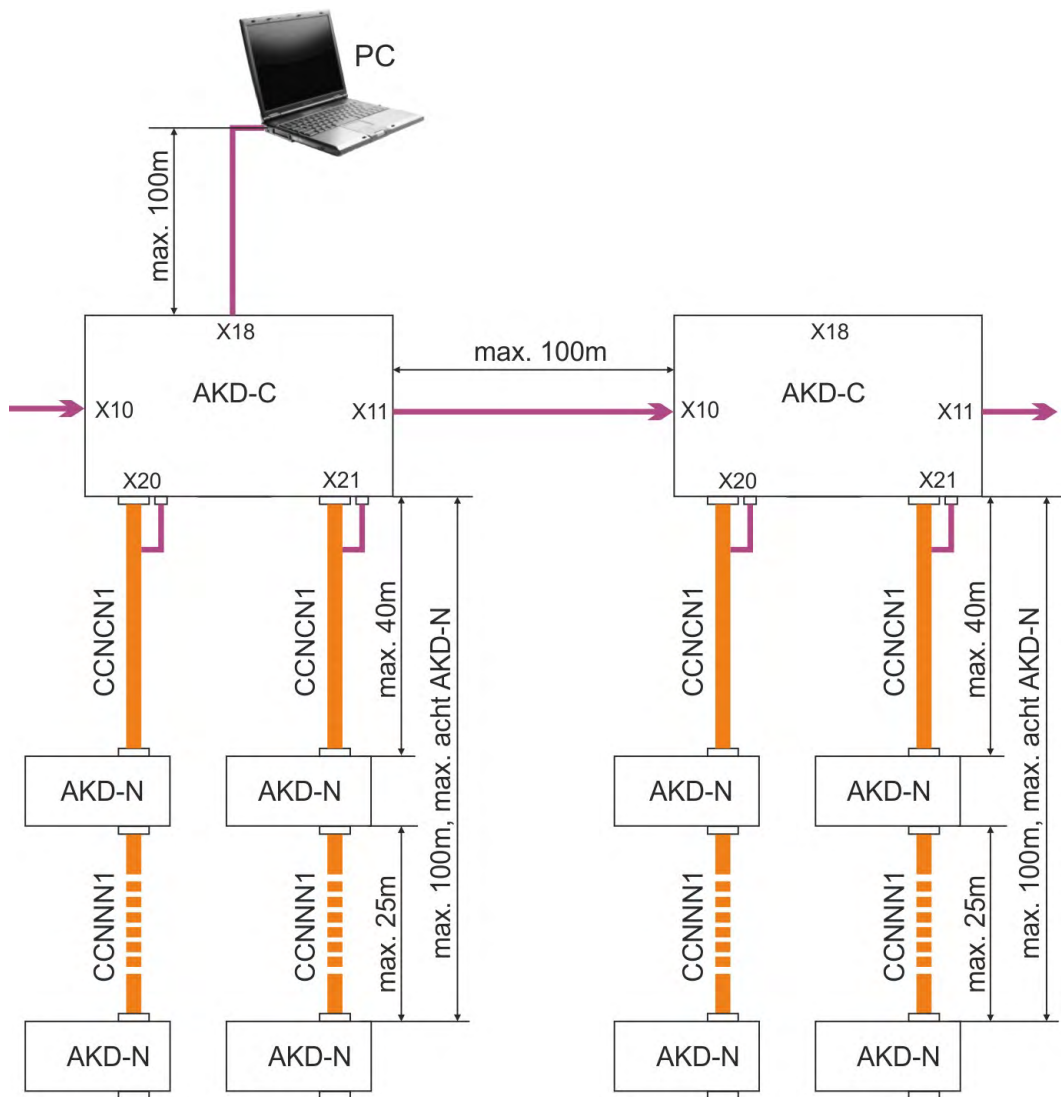 PC
max. 100m
X18
X18
max. 100m
AKD-C
AKD-C
X10
X11
X10
X11
X20
X21
X20
X21
CCNCN1
CCNCN1
max. 40m
max. 100m, max. acht AKD-N
CCNCN1
CCNCN1
max. 40m
max. 100m, max. acht AKD-N
AKD-N
AKD-N
AKD-N
AKD-N
CCNNN1
CCNNN1
max. 25m
CCNNN1
CCNNN1
max. 25m
AKD-N
AKD-N
AKD-N
AKD-N